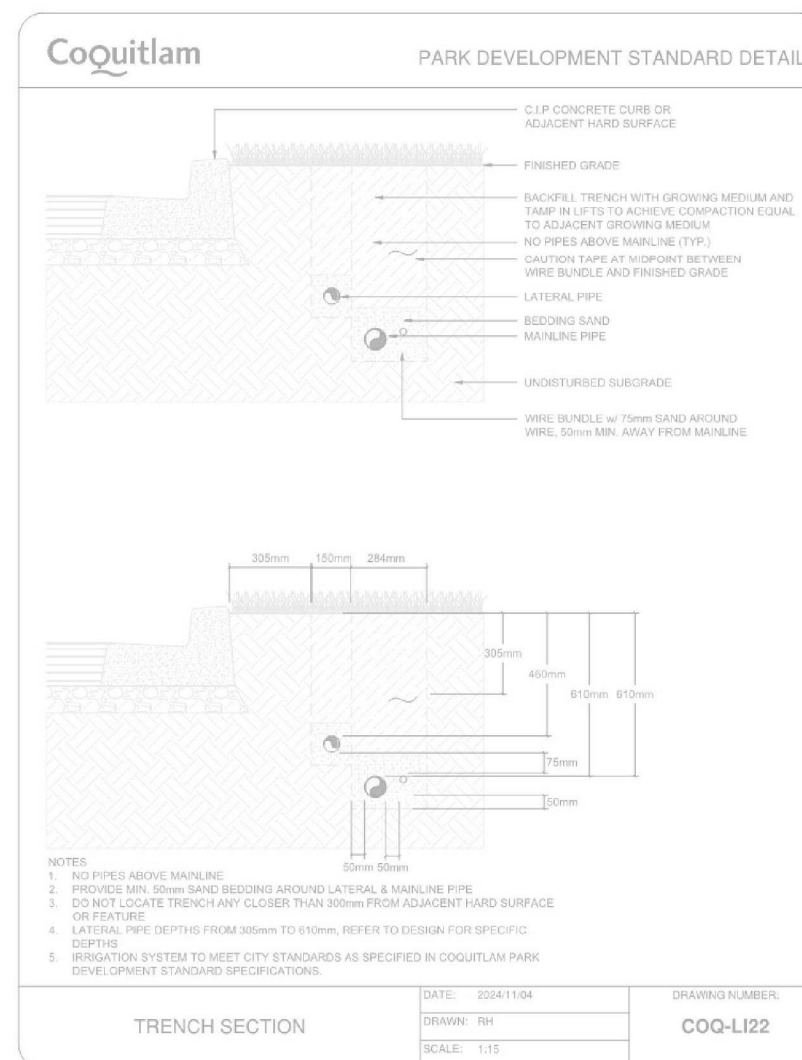 Coquitlam
PARK DEVELOPMENT STANDARD DETAIL
C.I.P CONCRETE CURB OR
ADJACENT HARD SURFACE
FINISHED GRADE
BACKFILL TRENCH WITH GROWING MEDIUM AND
TAMP IN LIFTS TO ACHIEVE COMPACTION EQUAL
TO ADJACENT GROWING MEDIUM
NO PIPES ABOVE MAINLINE (TYP.)
CAUTION TAPE AT MIDPOINT BETWEEN
WIRE BUNDLE AND FINISHED GRADE
LATERAL PIPE
BEDDING SAND
MAINLINE PIPE
UNDISTURBED SUBGRADE
WIRE BUNDLE w/ 75mm SAND AROUND
WIRE, 50mm MIN. AWAY FROM MAINLINE
305mm 150mm 284mm
305mm
460mm
610mm 610mm
75mm
50mm
50mm 50mm
NOTES
1. NO PIPES ABOVE MAINLINE
2. PROVIDE MIN. 50mm SAND BEDDING AROUND LATERAL & MAINLINE PIPE
3. DO NOT LOCATE TRENCH ANY CLOSER THAN 300mm FROM ADJACENT HARD SURFACE
OR FEATURE
4. LATERAL PIPE DEPTHS FROM 305mm TO 610mm, REFER TO DESIGN FOR SPECIFIC
DEPTHS
5. IRRIGATION SYSTEM TO MEET CITY STANDARDS AS SPECIFIED IN COQUITLAM PARK
DEVELOPMENT STANDARD SPECIFICATIONS.
TRENCH SECTION
DATE: 2024/11/04
DRAWN: RH
SCALE: 1:15
DRAWING NUMBER:
COQ-LI22